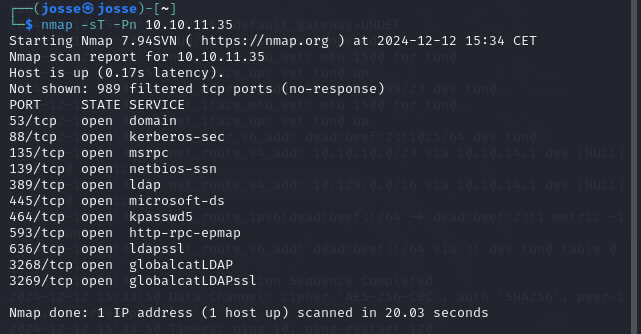 ┌──(josse㉿josse)-[~]
└─$ nmap -sT -Pn 10.10.11.35
Starting Nmap 7.94SVN ( https://nmap.org ) at 2024-12-12 15:34 CET
Nmap scan report for 10.10.11.35
Host is up (0.17s latency).
Not shown: 989 filtered tcp ports (no-response)
PORT     STATE SERVICE
53/tcp   open  domain
88/tcp   open  kerberos-sec
135/tcp  open  msrpc
139/tcp  open  netbios-ssn
389/tcp  open  ldap
445/tcp  open  microsoft-ds
464/tcp  open  kpasswd5
593/tcp  open  http-rpc-epmap
636/tcp  open  ldapssl
3268/tcp open  globalcatLDAP
3269/tcp open  globalcatLDAPssl
Nmap done: 1 IP address (1 host up) scanned in 20.03 seconds